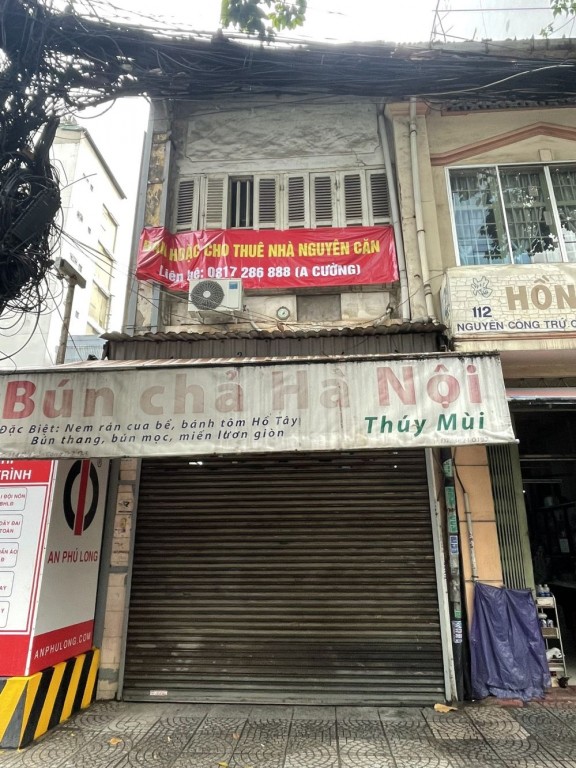 BÁN HOẶC CHO THUÊ NHÀ NGUYÊN CĂN
Liên hệ: 0817 286 888 (A CƯỜNG)
HỒN
112
NGUYỄN CÔNG TRỨ
Bún chả Hà Nội
Đặc Biệt: Nem rán cua bể, bánh tôm Hồ Tây
Bún thang, bún mọc, miến lươn giòn
Thúy Mùi
TRÌNH
AN PHÚ LONG
ANPHULONG.COM